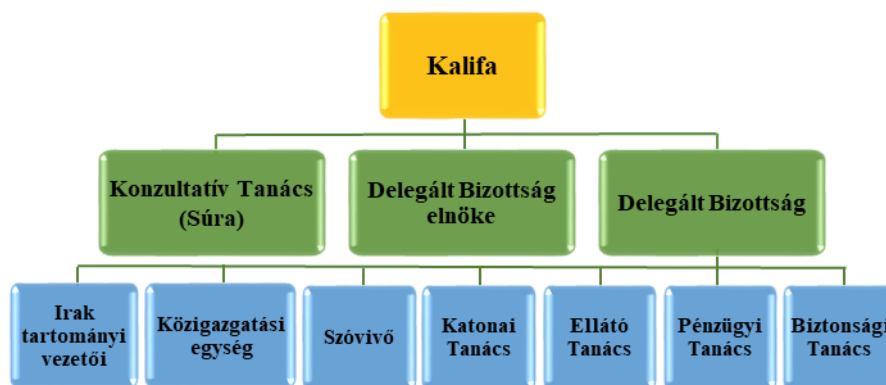 Kalifa
Konzultatív Tanács
(Súra)
Delegált Bizottság
elnöke
Delegált Bizottság
Irak
tartományi
vezetői
Közigazgatási
egység
Szóvivő
Katonai
Tanács
Ellátó
Tanács
Pénzügyi
Tanács
Biztonsági
Tanács